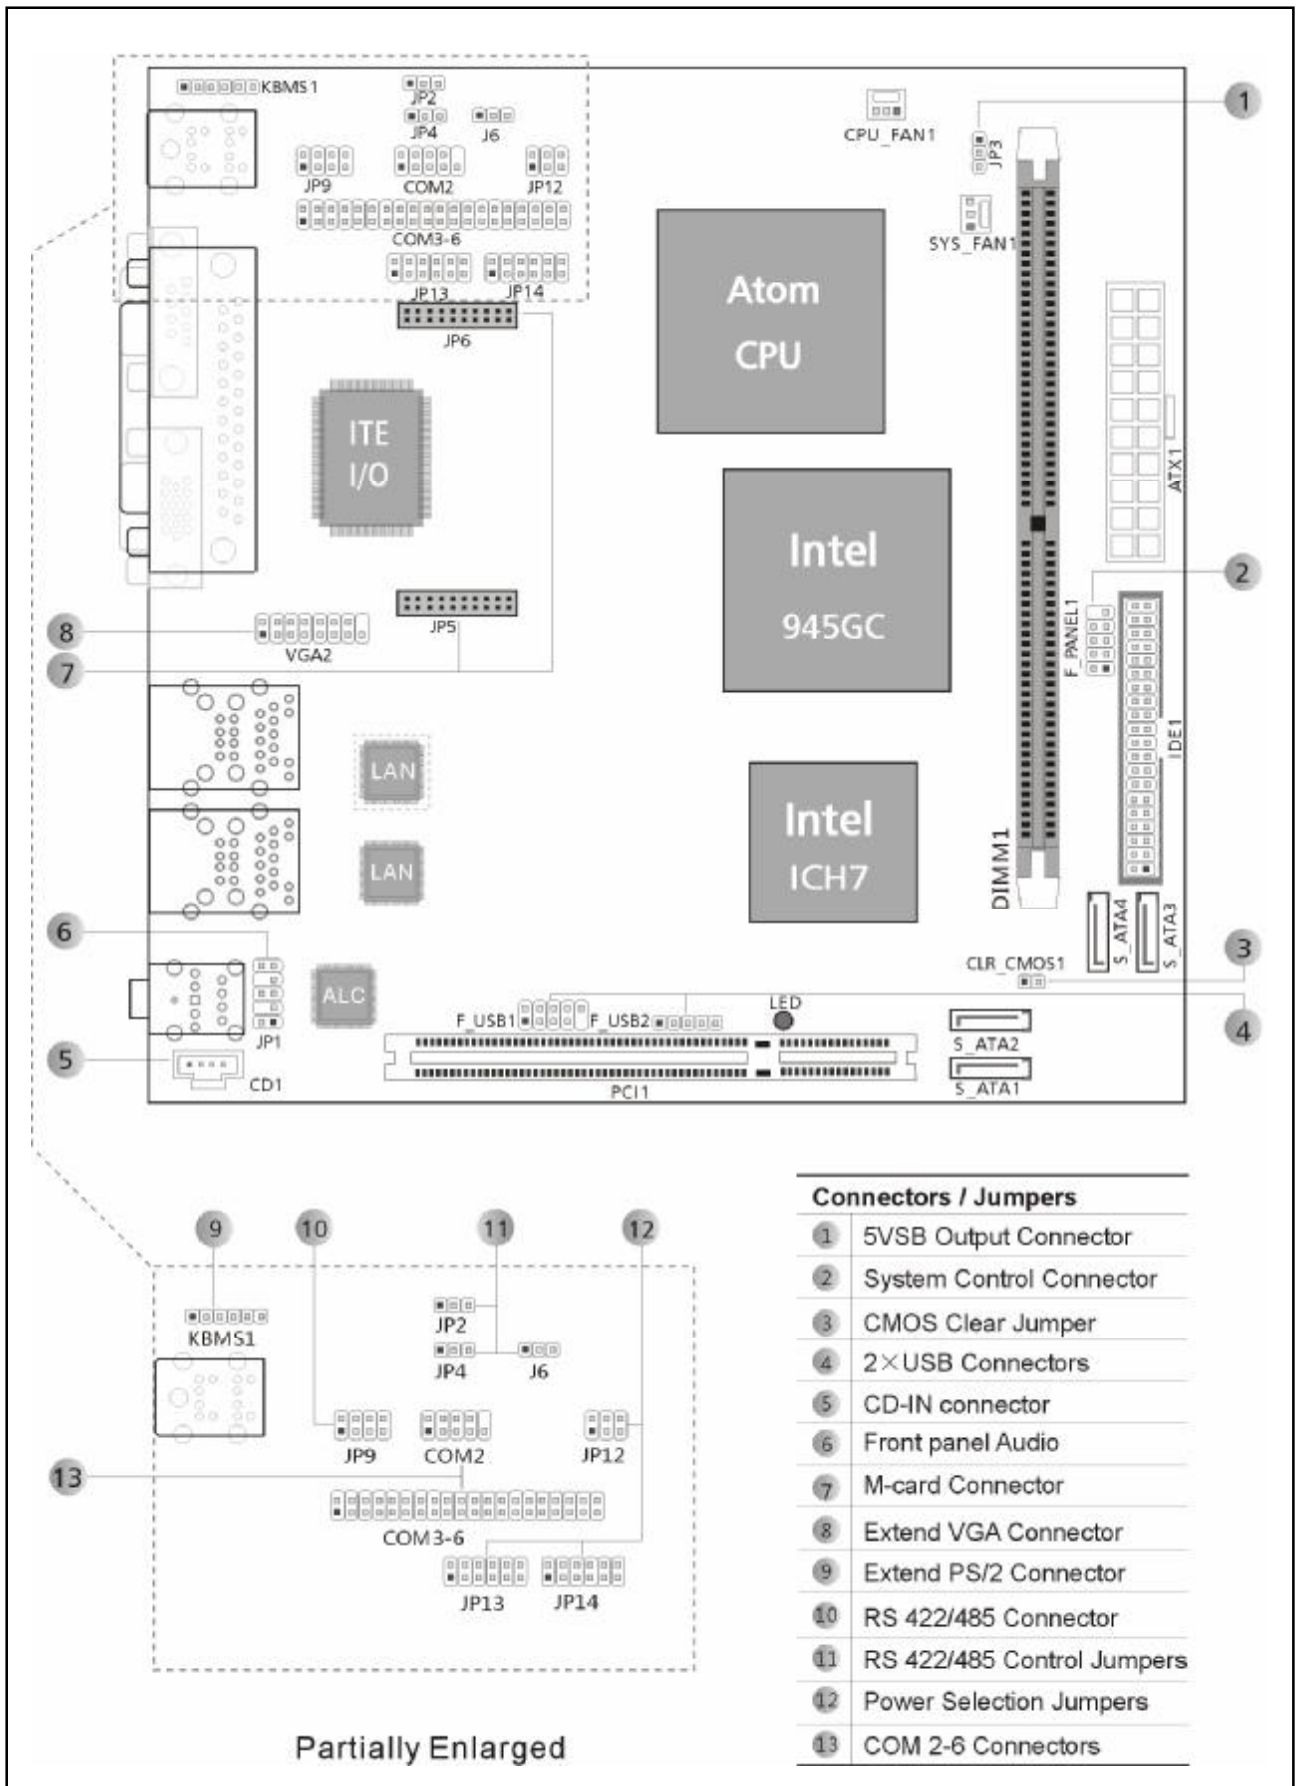 KBMS1
JP2
JP4
J6
JP9
COM2
JP12
COM3-6
JP13
JP14
JP6
CPU_FAN1
JP3
1
SYS_FAN1
Atom
CPU
ITE
I/O
ATX1
Intel
945GC
2
F_PANEL1
8
VGA2
JP5
7
IDE1
LAN
LAN
Intel
ICH7
DIMM1
S_ATA4
S_ATA3
6
3
CLR_CMOS1
ALC
LED
F_USB1
F_USB2
4
JP1
S_ATA2
5
CD1
PCI1
S_ATA1
9
10
11
12
KBMS1
JP2
JP4
J6
JP9
COM2
JP12
13
COM3-6
JP13
JP14
Partially Enlarged
Connectors / Jumpers
1 5VSB Output Connector
2 System Control Connector
3 CMOS Clear Jumper
4 2×USB Connectors
5 CD-IN connector
6 Front panel Audio
7 M-card Connector
8 Extend VGA Connector
9 Extend PS/2 Connector
10 RS 422/485 Connector
11 RS 422/485 Control Jumpers
12 Power Selection Jumpers
13 COM 2-6 Connectors